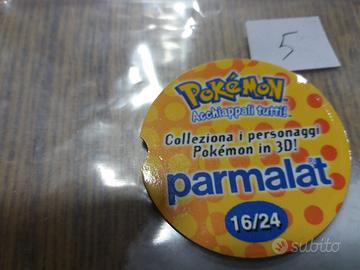 5
POKéMON
Acchiappali tutti!
Colleziona i personaggi
Pokémon in 3D!
parmalat
16/24
subito